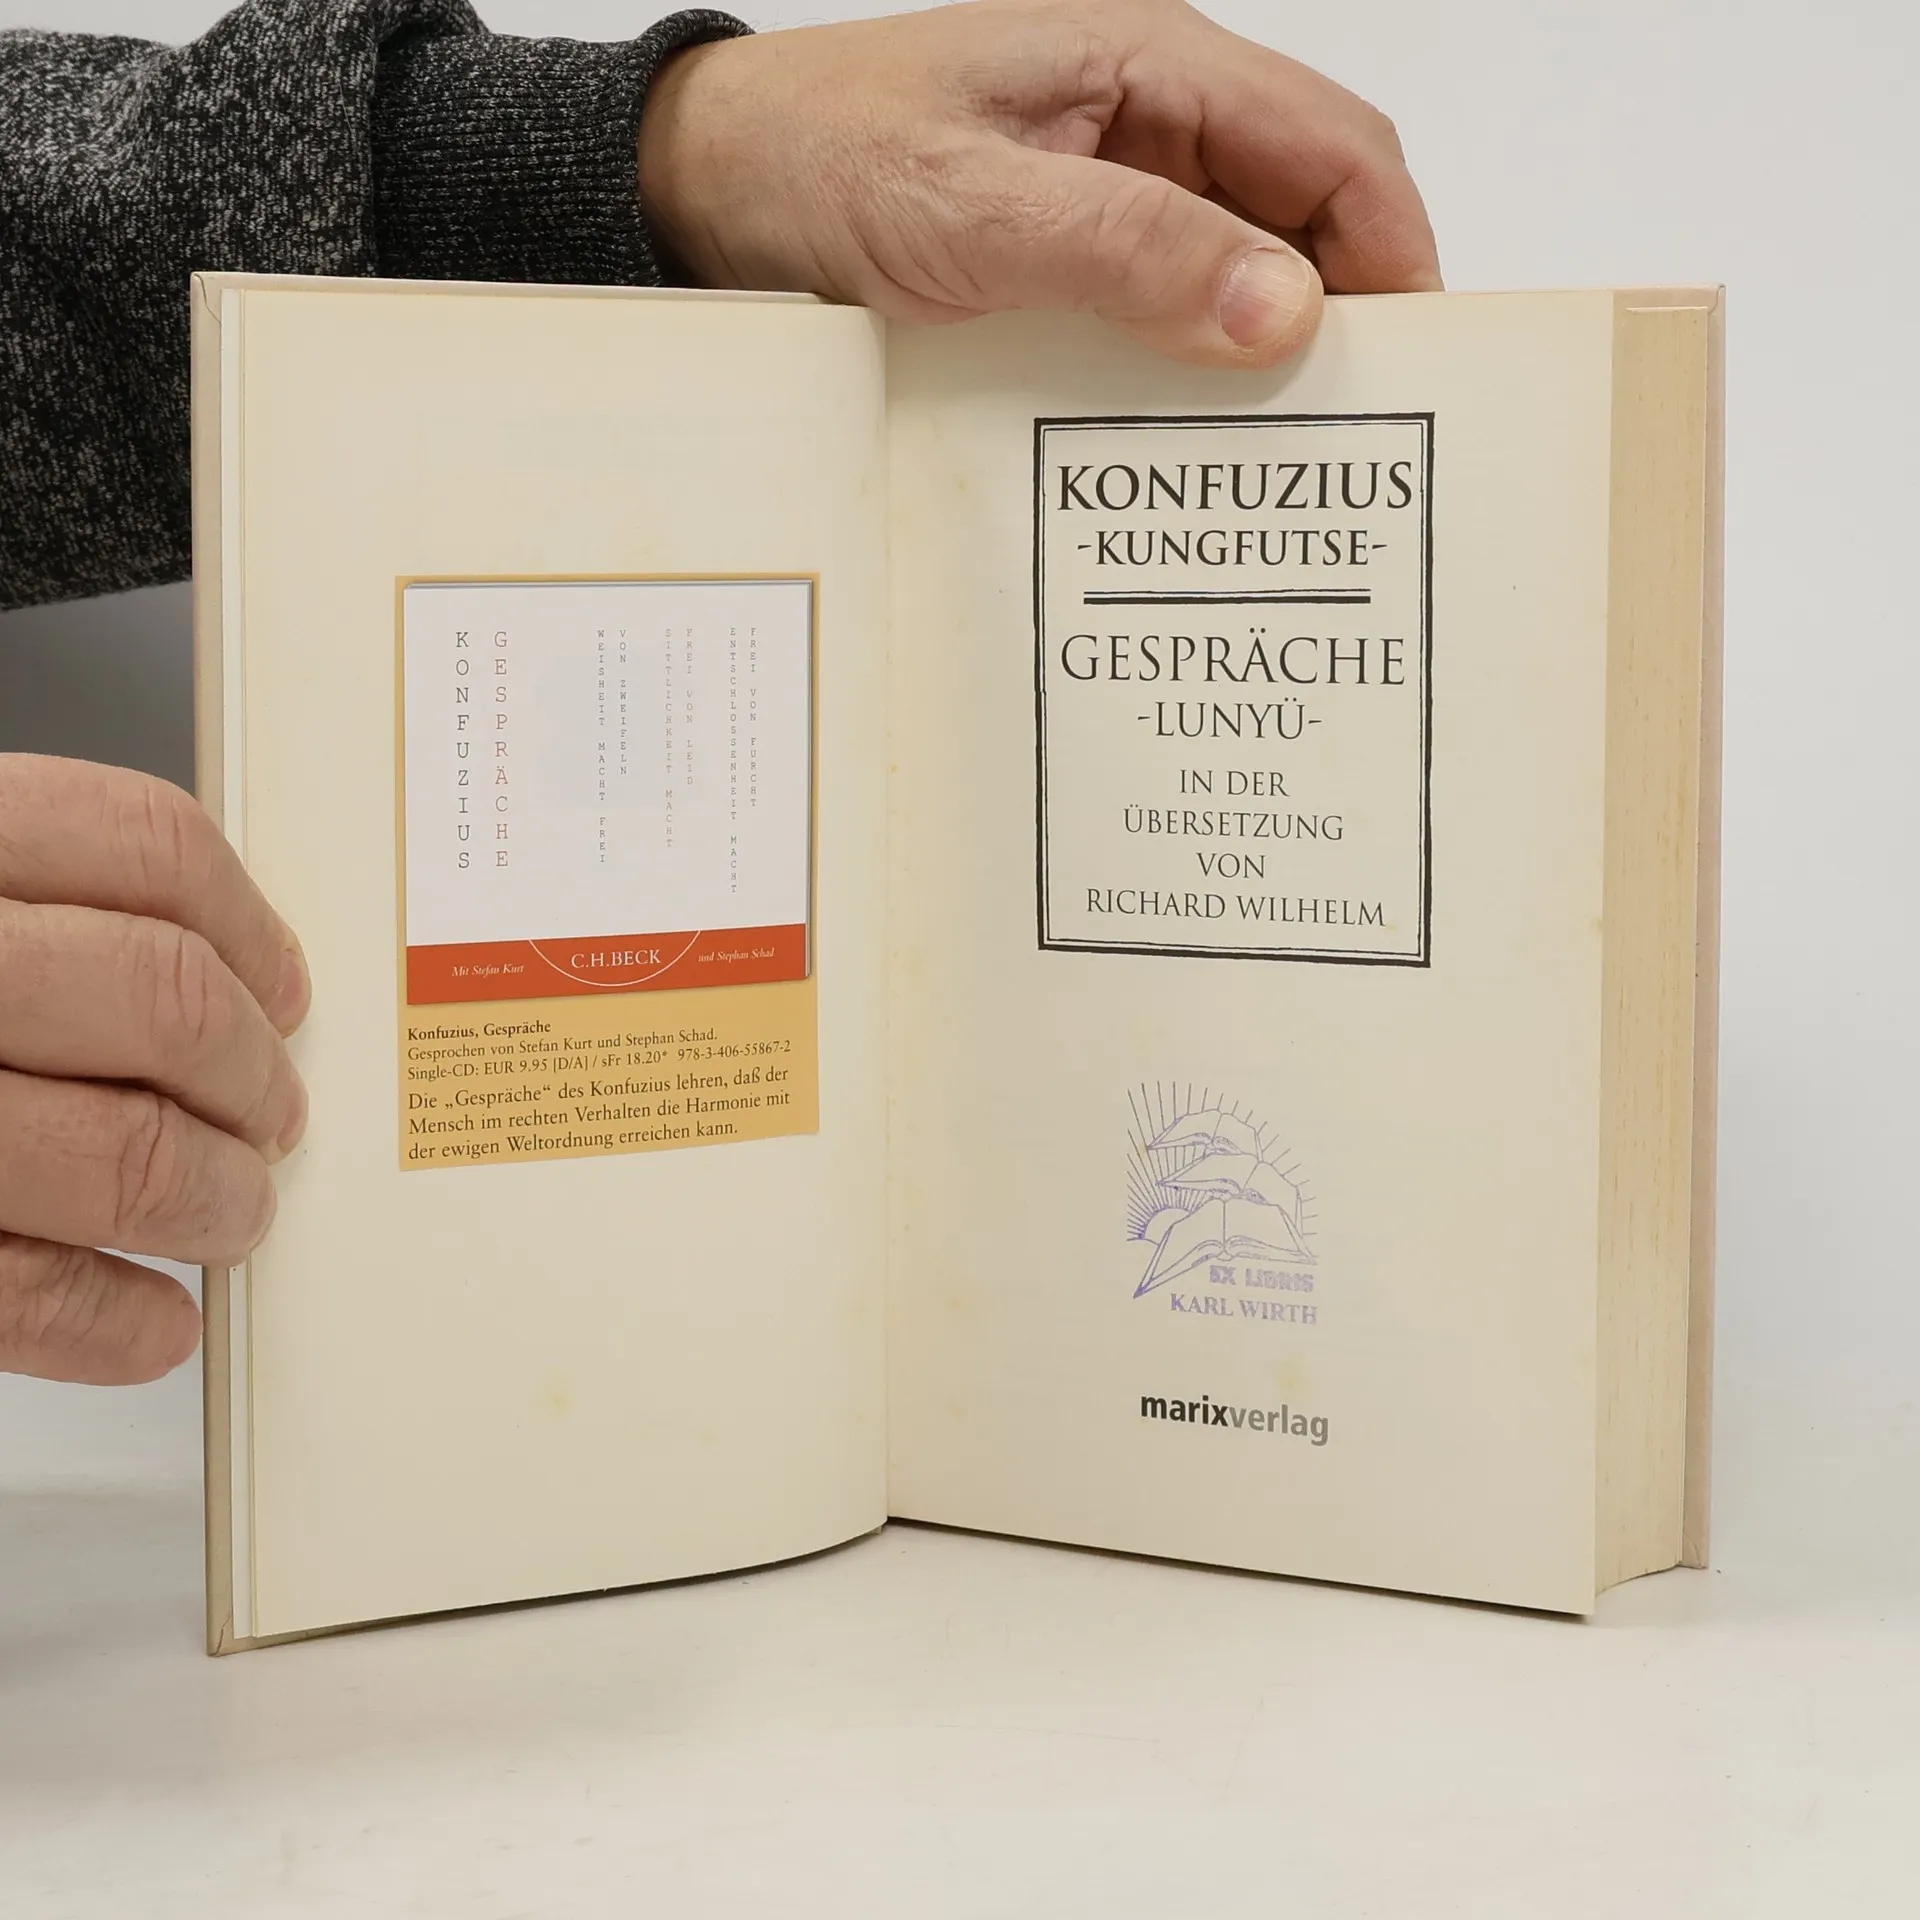 KONFUZIUS
GESPRÄCHE
WEISHEIT MACHT FREI
VON ZWEIFELN
SITTLICHKEIT MACHT
FREI VON LEID
ENTSCHLOSSENHEIT MACHT
FREI VON FURCHT
Mit Stefan Kurt
C.H.BECK
und Stephan Schad
Konfuzius, Gespräche
Gesprochen von Stefan Kurt und Stephan Schad.
Single-CD: EUR 9.95 [D/A] / sFr 18.20* 978-3-406-55867-2
Die „Gespräche“ des Konfuzius lehren, daß der
Mensch im rechten Verhalten die Harmonie mit
der ewigen Weltordnung erreichen kann.
KONFUZIUS
-KUNGFUTSE-
GESPRÄCHE
-LUNYÜ-
IN DER
ÜBERSETZUNG
VON
RICHARD WILHELM
EX LIBRIS
KARL WIRTH
marixverlag